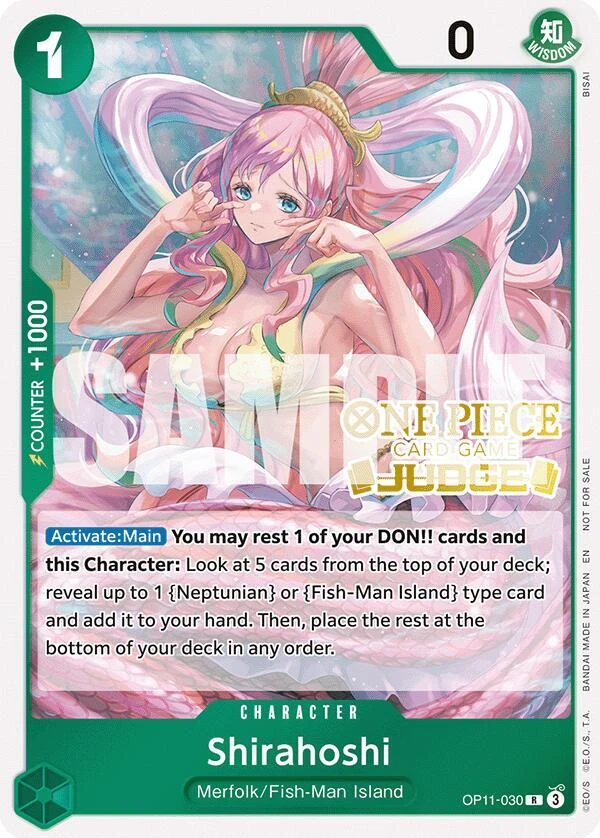 1
0
知
WISDOM
BISAI
COUNTER +1000
SAMPLE
ONE PIECE
CARD GAME
JUDGE
Activate:Main You may rest 1 of your DON!! cards and
this Character: Look at 5 cards from the top of your deck;
reveal up to 1 {Neptunian} or {Fish-Man Island} type card
and add it to your hand. Then, place the rest at the
bottom of your deck in any order.
CHARACTER
Shirahoshi
Merfolk/Fish-Man Island
OP11-030 R 3
©E.O/S ©E.O./S., T.A. BANDAI MADE IN JAPAN EN NOT FOR SALE